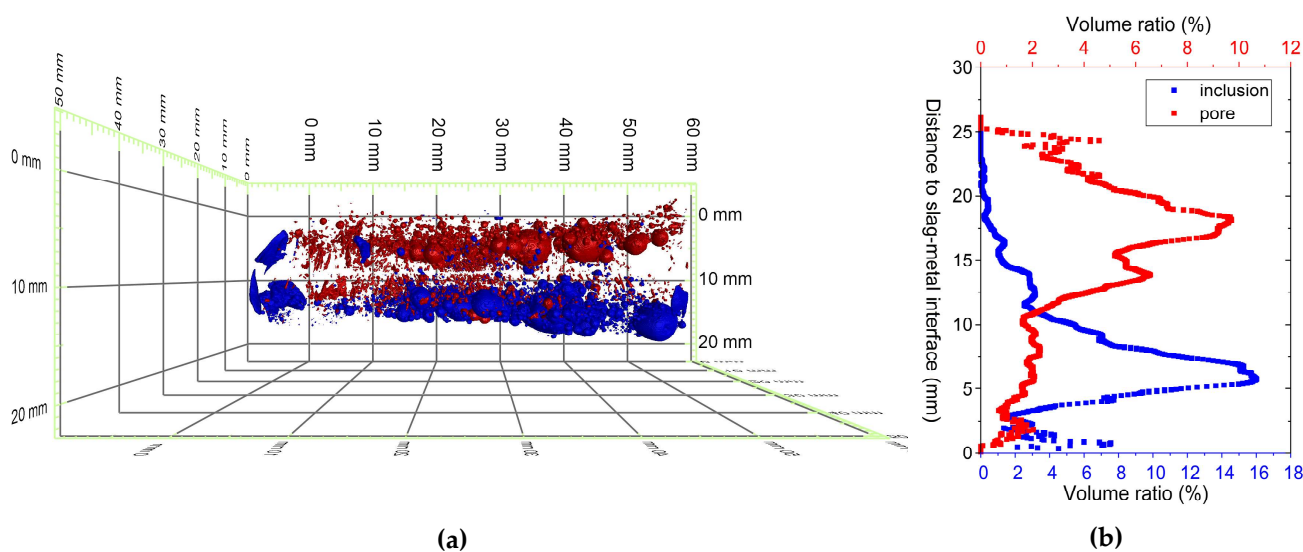 50 mm
40 mm
30 mm
20 mm
10 mm
0 mm
0 mm
10 mm
20 mm
30 mm
40 mm
50 mm
60 mm
0 mm
10 mm
20 mm
0 mm
10 mm
20 mm
(a)
Volume ratio (%)
0 2 4 6 8 10 12
30
25
20
15
10
5
0
Distance to slag-metal interface (mm)
inclusion
pore
0 2 4 6 8 10 12 14 16 18
Volume ratio (%)
(b)